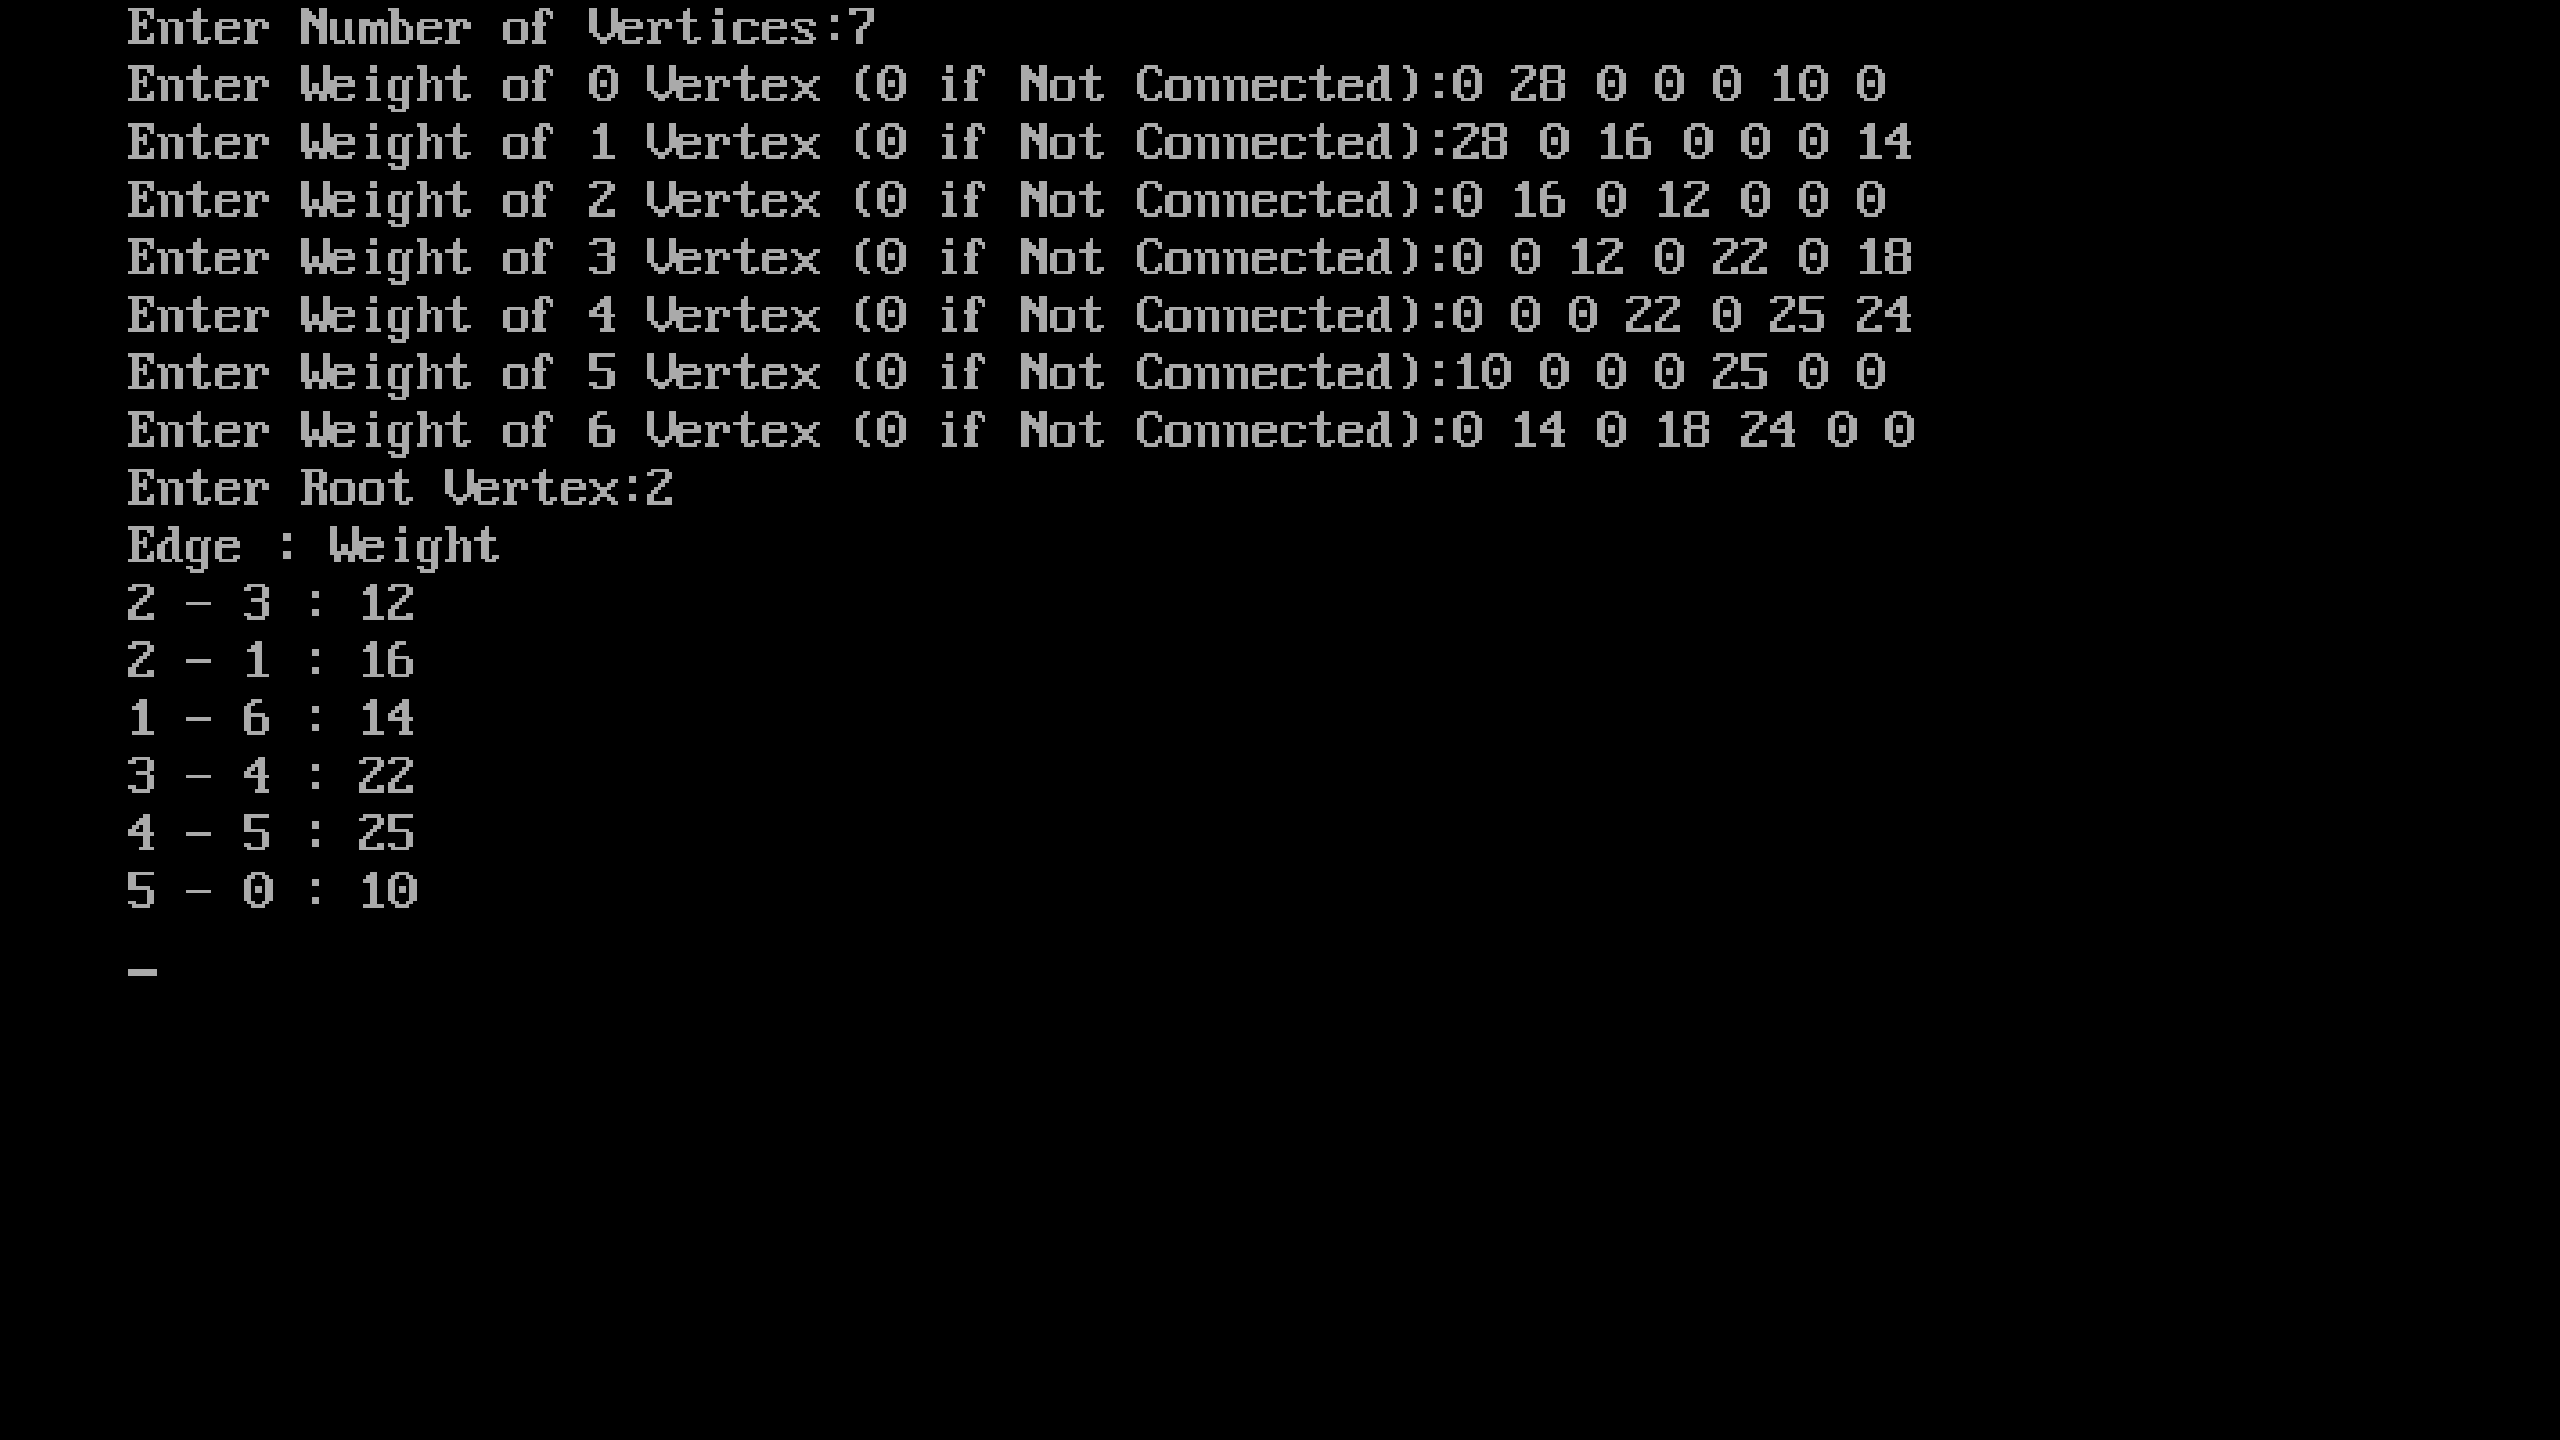 Enter Number of Vertices:7
Enter Weight of 0 Vertex (0 if Not Connected):0 28 0 0 0 10 0
Enter Weight of 1 Vertex (0 if Not Connected):28 0 16 0 0 0 14
Enter Weight of 2 Vertex (0 if Not Connected):0 16 0 12 0 0 0
Enter Weight of 3 Vertex (0 if Not Connected):0 0 12 0 22 0 18
Enter Weight of 4 Vertex (0 if Not Connected):0 0 0 22 0 25 24
Enter Weight of 5 Vertex (0 if Not Connected):10 0 0 0 25 0 0
Enter Weight of 6 Vertex (0 if Not Connected):0 14 0 18 24 0 0
Enter Root Vertex:2
Edge : Weight
2 - 3 : 12
2 - 1 : 16
1 - 6 : 14
3 - 4 : 22
4 - 5 : 25
5 - 0 : 10